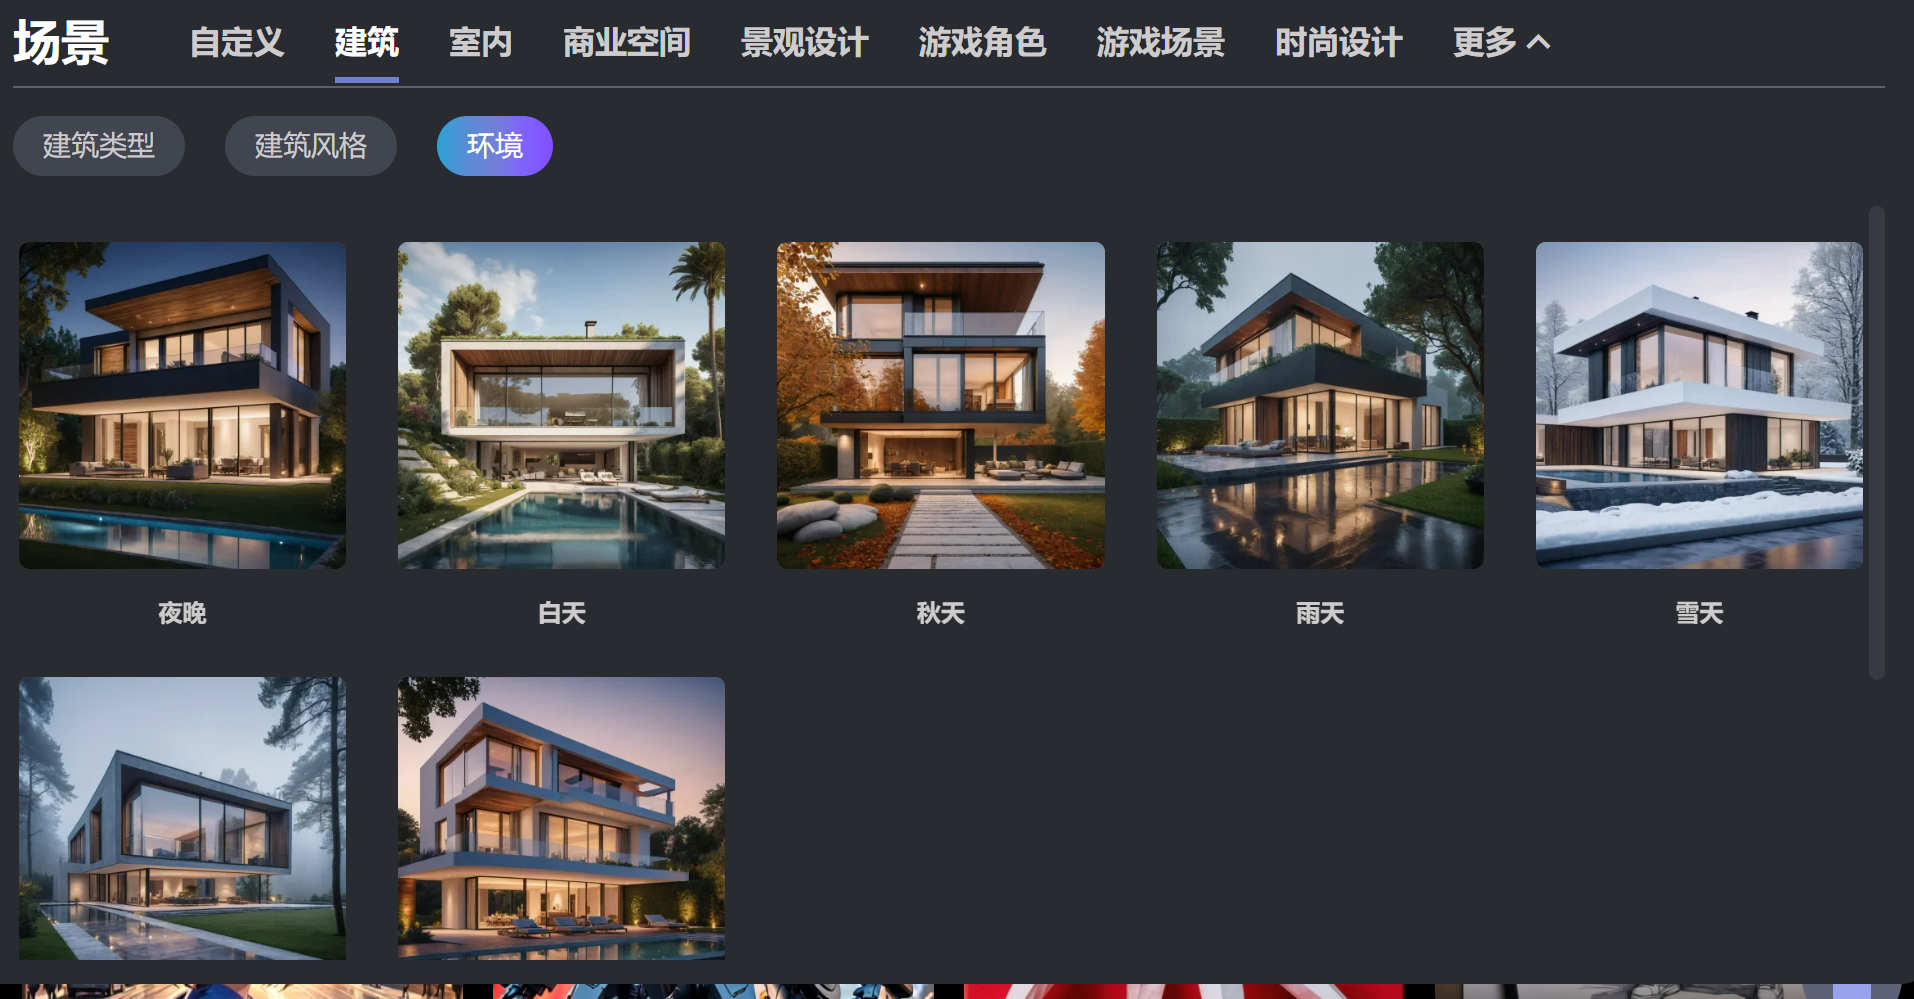 场景 自定义 建筑 室内 商业空间 景观设计 游戏角色 游戏场景 时尚设计 更多
建筑类型 建筑风格 环境
夜晚 白天 秋天 雨天 雪天